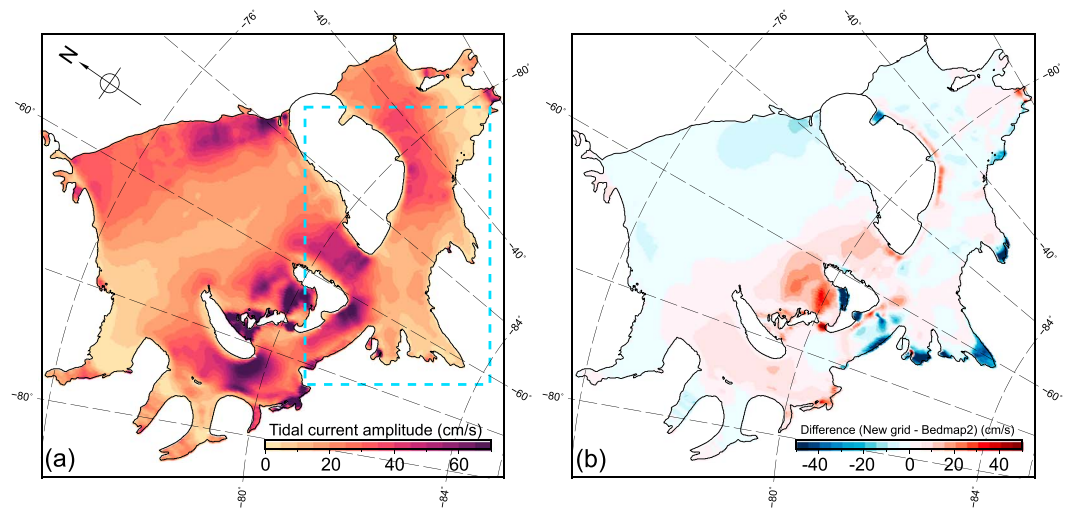 −76˚
−40˚
−80˚
−60˚
N
−40˚
−84˚
−60˚
−80˚
Tidal current amplitude (cm/s)
0 20 40 60
(a)
−80˚
−84˚
−76˚
−40˚
−80˚
−60˚
−40˚
−84˚
−60˚
−80˚
Difference (New grid - Bedmap2) (cm/s)
-40 -20 0 20 40
(b)
−80˚
−84˚